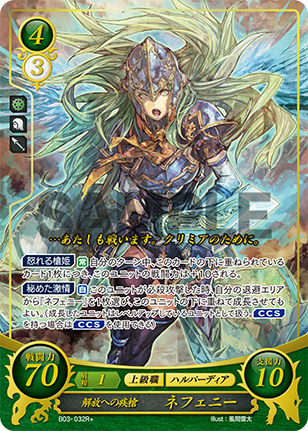 4
3
SAMPLE
…あたしも戦います。クリミアのために。
怒れる槍姫 常 自分のターン中、このカードの下に重ねられている
カード1枚につき、このユニットの戦闘力は+10される。
秘めた激情 自 このユニットが必殺攻撃した時、自分の退避エリア
から「ネフェニー」を1枚選び、このユニットの下に重ねて成長させてもよ
い。(成長したユニットはレベルアップしているユニットとして扱う。CCS
を持つ場合はCCSを使用できる)
戦闘力
70
射程 1
上級職
ハルバーディア
支援力
10
解放への疾槍
ネフェニー
B03-032R+
Illust:風間雷太